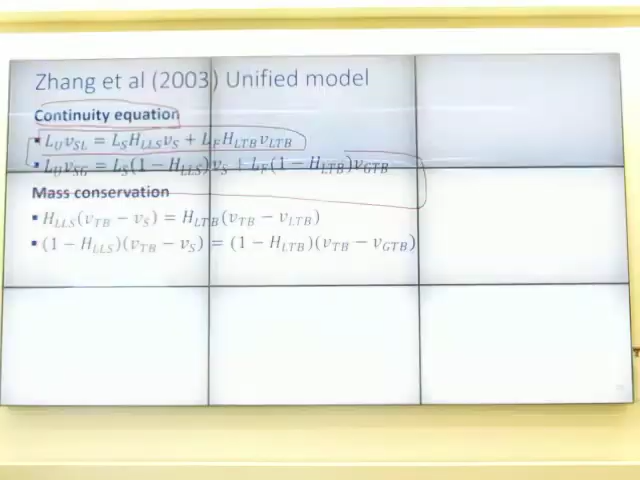 Zhang et al (2003) Unified model
Continuity equation
▪ L_U v_SL = L_S H_LLS v_S + L_F H_LTB v_LTB
▪ L_U v_SG = L_S(1 − H_LLS)v_S + L_F(1 − H_LTB)v_GTB
Mass conservation
▪ H_LLS(v_TB − v_S) = H_LTB(v_TB − v_LTB)
▪ (1 − H_LLS)(v_TB − v_S) = (1 − H_LTB)(v_TB − v_GTB)